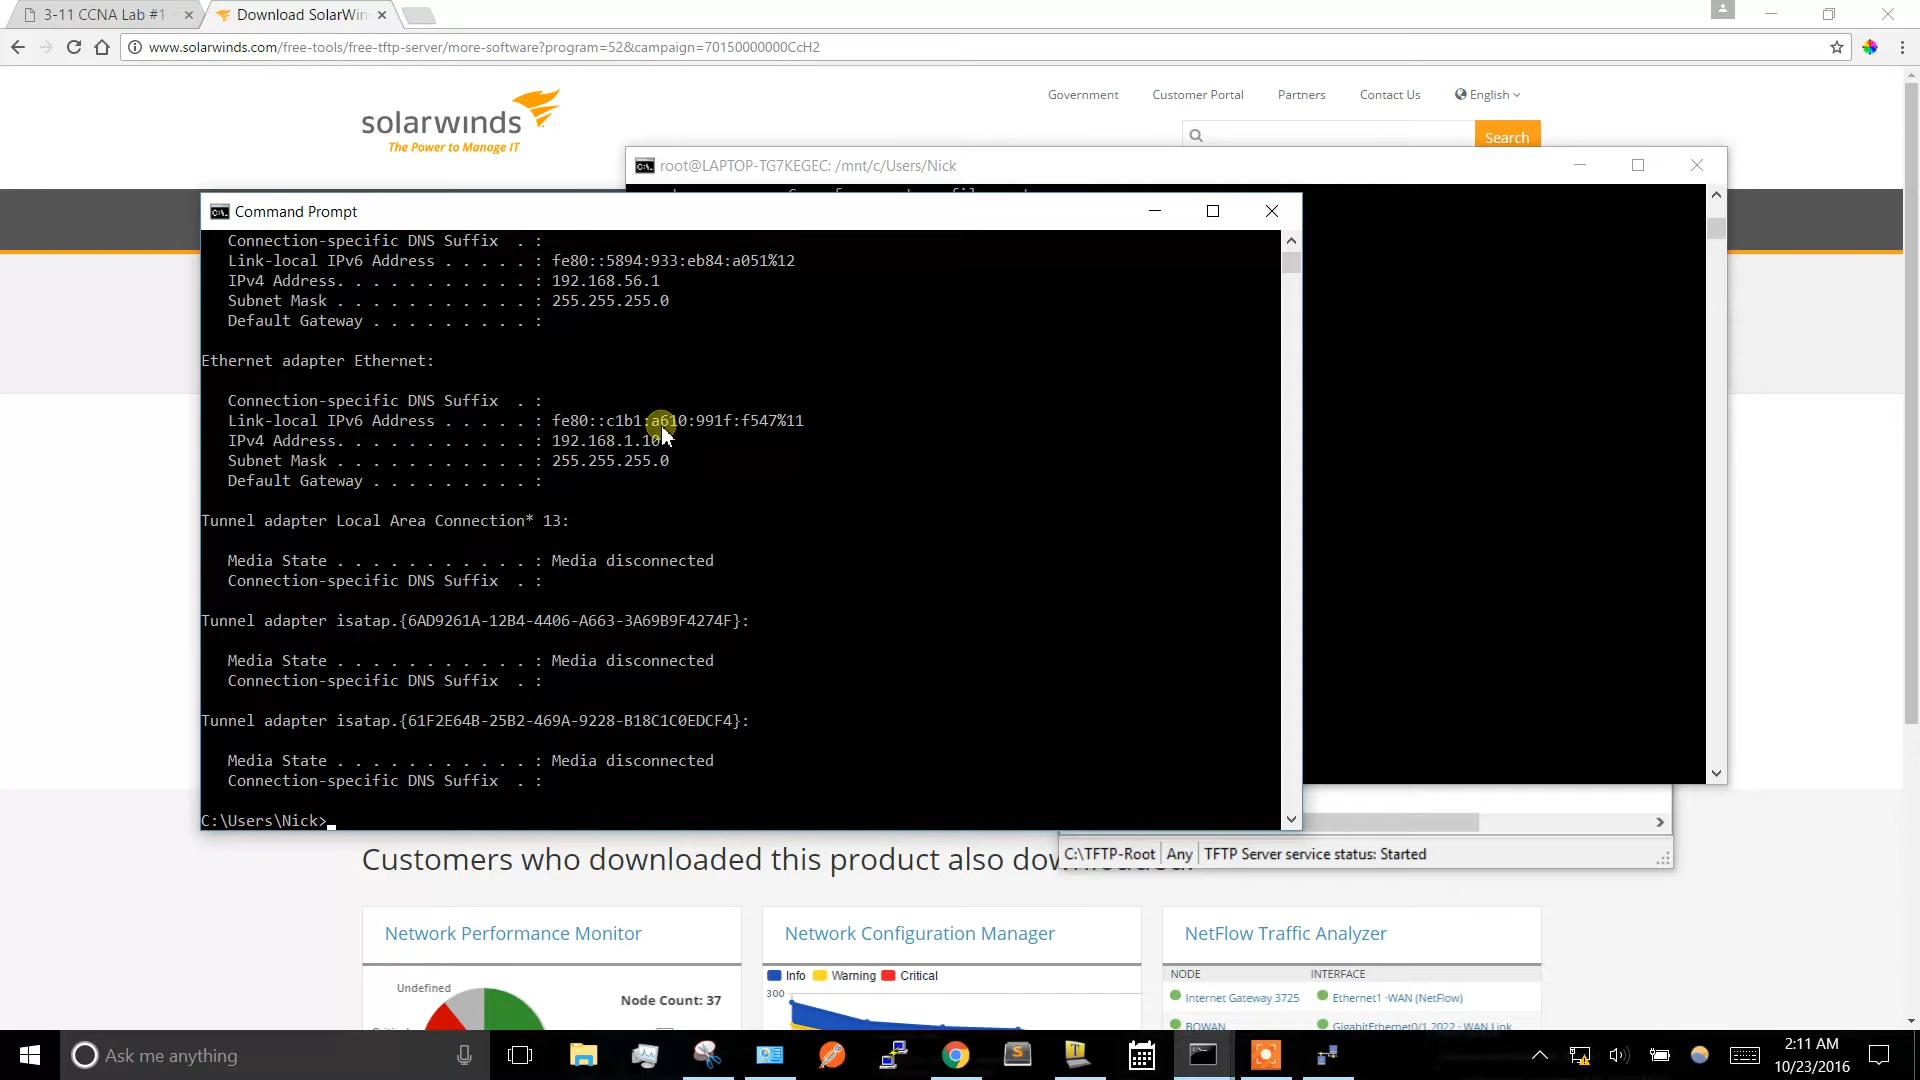 3-11 CCNA Lab #1
Download SolarWin
www.solarwinds.com/free-tools/free-tftp-server/more-software?program=52&campaign=70150000000CcH2
solarwinds
The Power to Manage IT
Government
Customer Portal
Partners
Contact Us
English
Search
root@LAPTOP-TG7KEGEC: /mnt/c/Users/Nick
Command Prompt
Connection-specific DNS Suffix  . :
Link-local IPv6 Address . . . . . : fe80::5894:933:eb84:a051%12
IPv4 Address. . . . . . . . . . . : 192.168.56.1
Subnet Mask . . . . . . . . . . . : 255.255.255.0
Default Gateway . . . . . . . . . :
Ethernet adapter Ethernet:
Connection-specific DNS Suffix  . :
Link-local IPv6 Address . . . . . : fe80::c1b1:a610:991f:f547%11
IPv4 Address. . . . . . . . . . . : 192.168.1.10
Subnet Mask . . . . . . . . . . . : 255.255.255.0
Default Gateway . . . . . . . . . :
Tunnel adapter Local Area Connection* 13:
Media State . . . . . . . . . . . : Media disconnected
Connection-specific DNS Suffix  . :
Tunnel adapter isatap.{6AD9261A-12B4-4406-A663-3A69B9F4274F}:
Media State . . . . . . . . . . . : Media disconnected
Connection-specific DNS Suffix  . :
Tunnel adapter isatap.{61F2E64B-25B2-469A-9228-B18C1C0EDCF4}:
Media State . . . . . . . . . . . : Media disconnected
Connection-specific DNS Suffix  . :
C:\Users\Nick>
C:\TFTP-Root
Any
TFTP Server service status: Started
Customers who downloaded this product also
Network Performance Monitor
Undefined
Node Count: 37
Network Configuration Manager
Info
Warning
Critical
300
NetFlow Traffic Analyzer
NODE
INTERFACE
Internet Gateway 3725
Ethernet1 -WAN (NetFlow)
BOWAN
GigabitEthernet0/1.2022 - WAN Link
Ask me anything
2:11 AM
10/23/2016